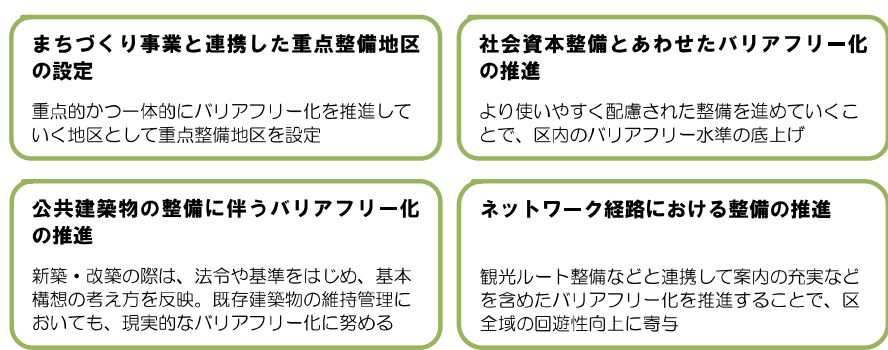 まちづくり事業と連携した重点整備地区
の設定
重点的かつ一体的にバリアフリー化を推進して
いく地区として重点整備地区を設定
社会資本整備とあわせたバリアフリー化
の推進
より使いやすく配慮された整備を進めていくこ
とで、区内のバリアフリー水準の底上げ
公共建築物の整備に伴うバリアフリー化
の推進
新築・改築の際は、法令や基準をはじめ、基本
構想の考え方を反映。既存建築物の維持管理に
おいても、現実的なバリアフリー化に努める
ネットワーク経路における整備の推進
観光ルート整備などと連携して案内の充実など
を含めたバリアフリー化を推進することで、区
全域の回遊性向上に寄与